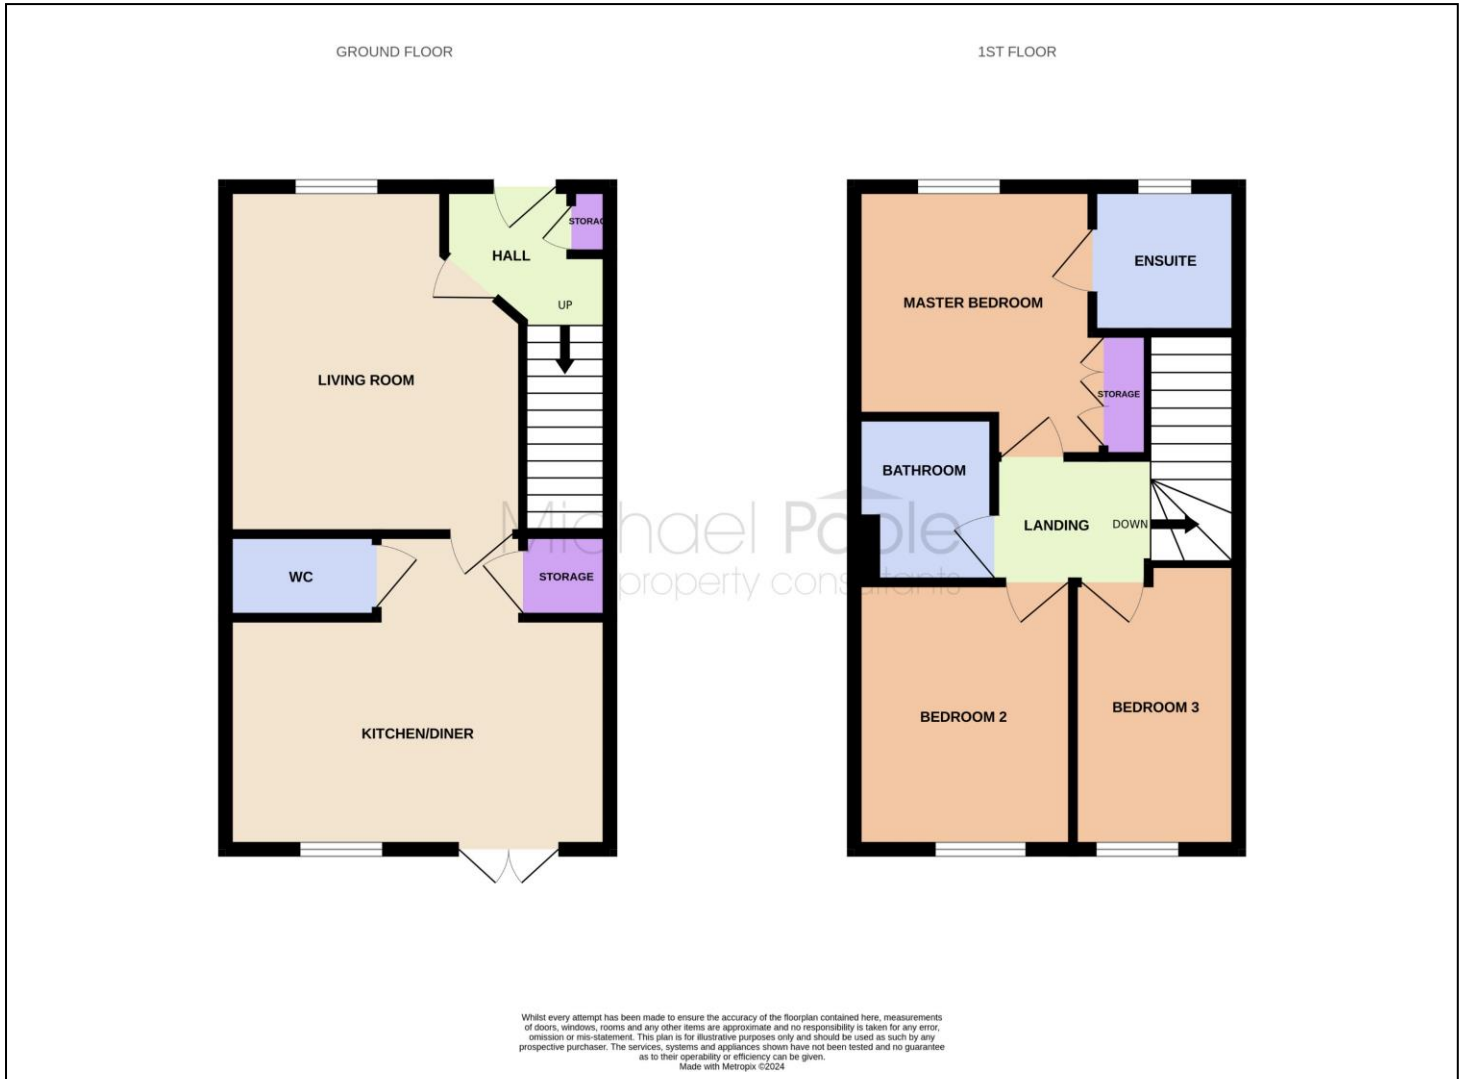 GROUND FLOOR
1ST FLOOR
STORAG
HALL
UP
LIVING ROOM
WC
STORAGE
KITCHEN/DINER
ENSUITE
MASTER BEDROOM
STORAGE
BATHROOM
LANDING
DOWN
BEDROOM 2
BEDROOM 3
Michael Poole
property consultants
Whilst every attempt has been made to ensure the accuracy of the floorplan contained here, measurements
of doors, windows, rooms and any other items are approximate and no responsibility is taken for any error,
omission or mis-statement. This plan is for illustrative purposes only and should be used as such by any
prospective purchaser. The services, systems and appliances shown have not been tested and no guarantee
as to their operability or efficiency can be given.
Made with Metropix ©2024